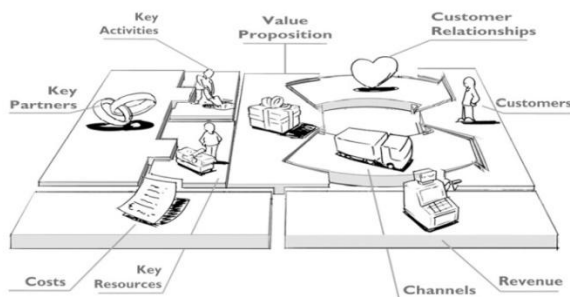 Key
Activities
Value
Proposition
Customer
Relationships
Key
Partners
Customers
Costs
Key
Resources
Channels
Revenue